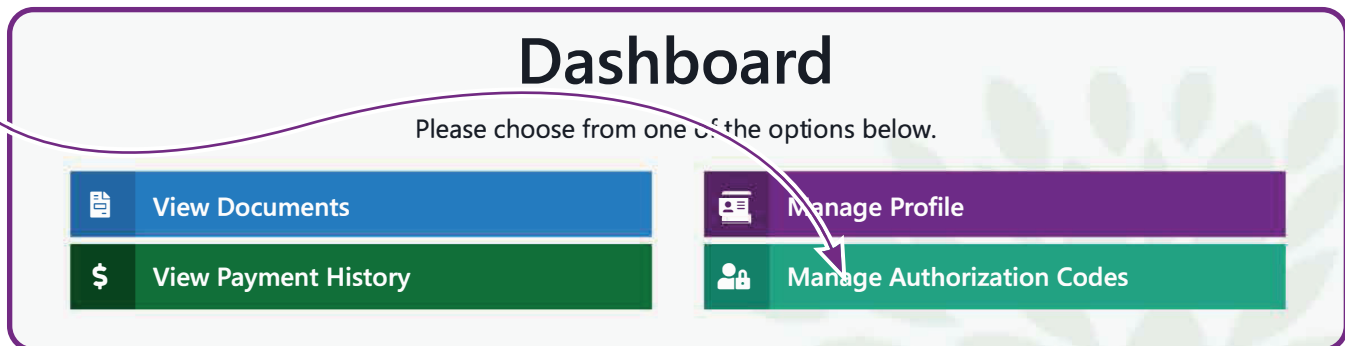 Dashboard
Please choose from one of the options below.
View Documents
Manage Profile
$ View Payment History
Manage Authorization Codes